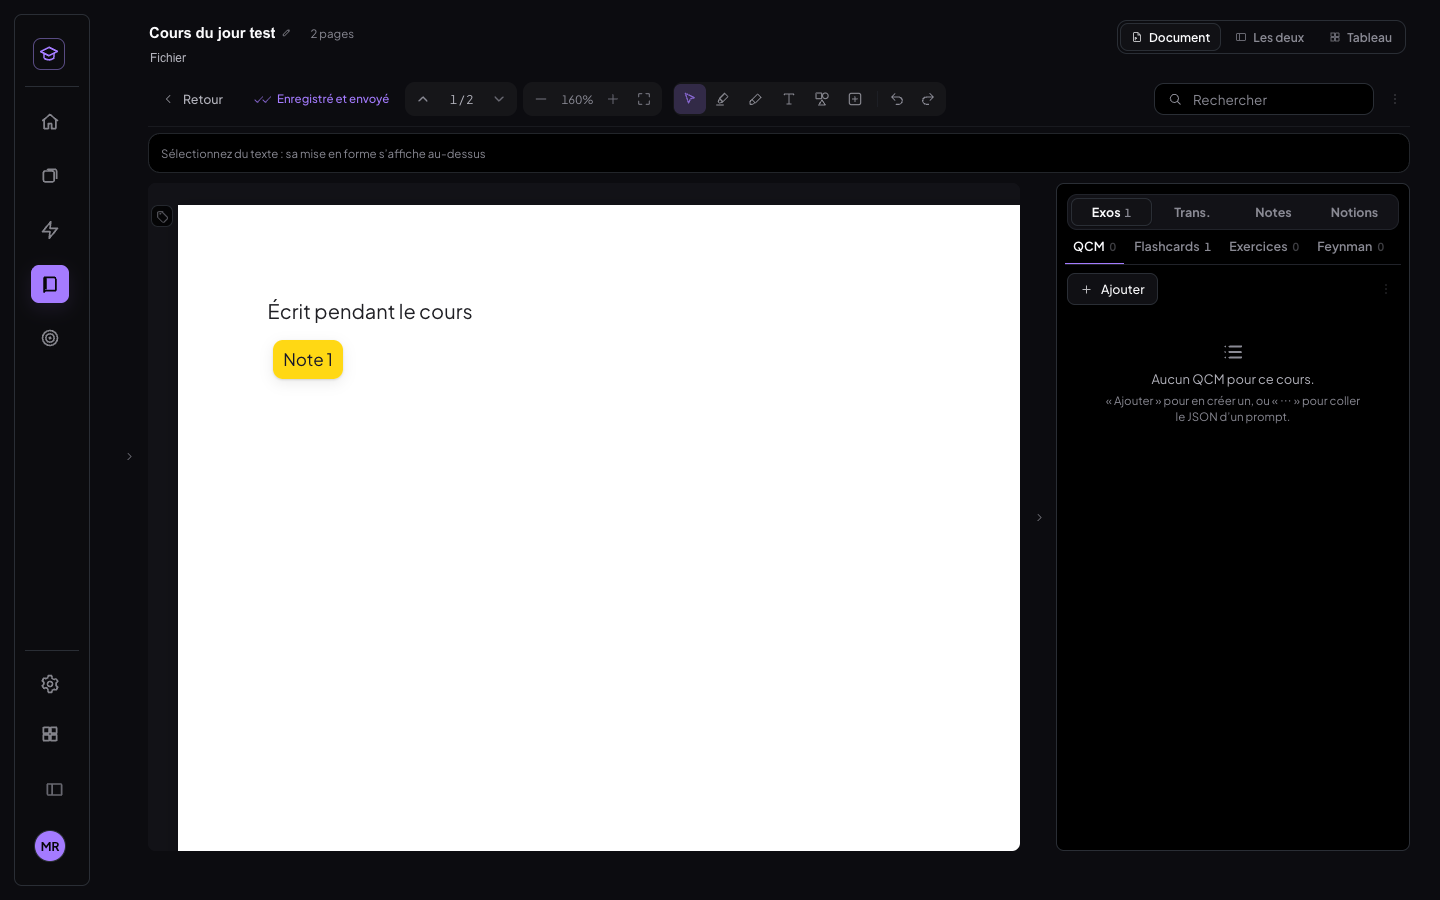 Cours du jour test
2 pages
Fichier
Document
Les deux
Tableau
Retour
Enregistré et envoyé
1 / 2
160%
Rechercher
Sélectionnez du texte : sa mise en forme s'affiche au-dessus
Écrit pendant le cours
Note 1
Exos 1
Trans.
Notes
Notions
QCM 0
Flashcards 1
Exercices 0
Feynman 0
Ajouter
Aucun QCM pour ce cours.
« Ajouter » pour en créer un, ou « ··· » pour coller
le JSON d'un prompt.
MR